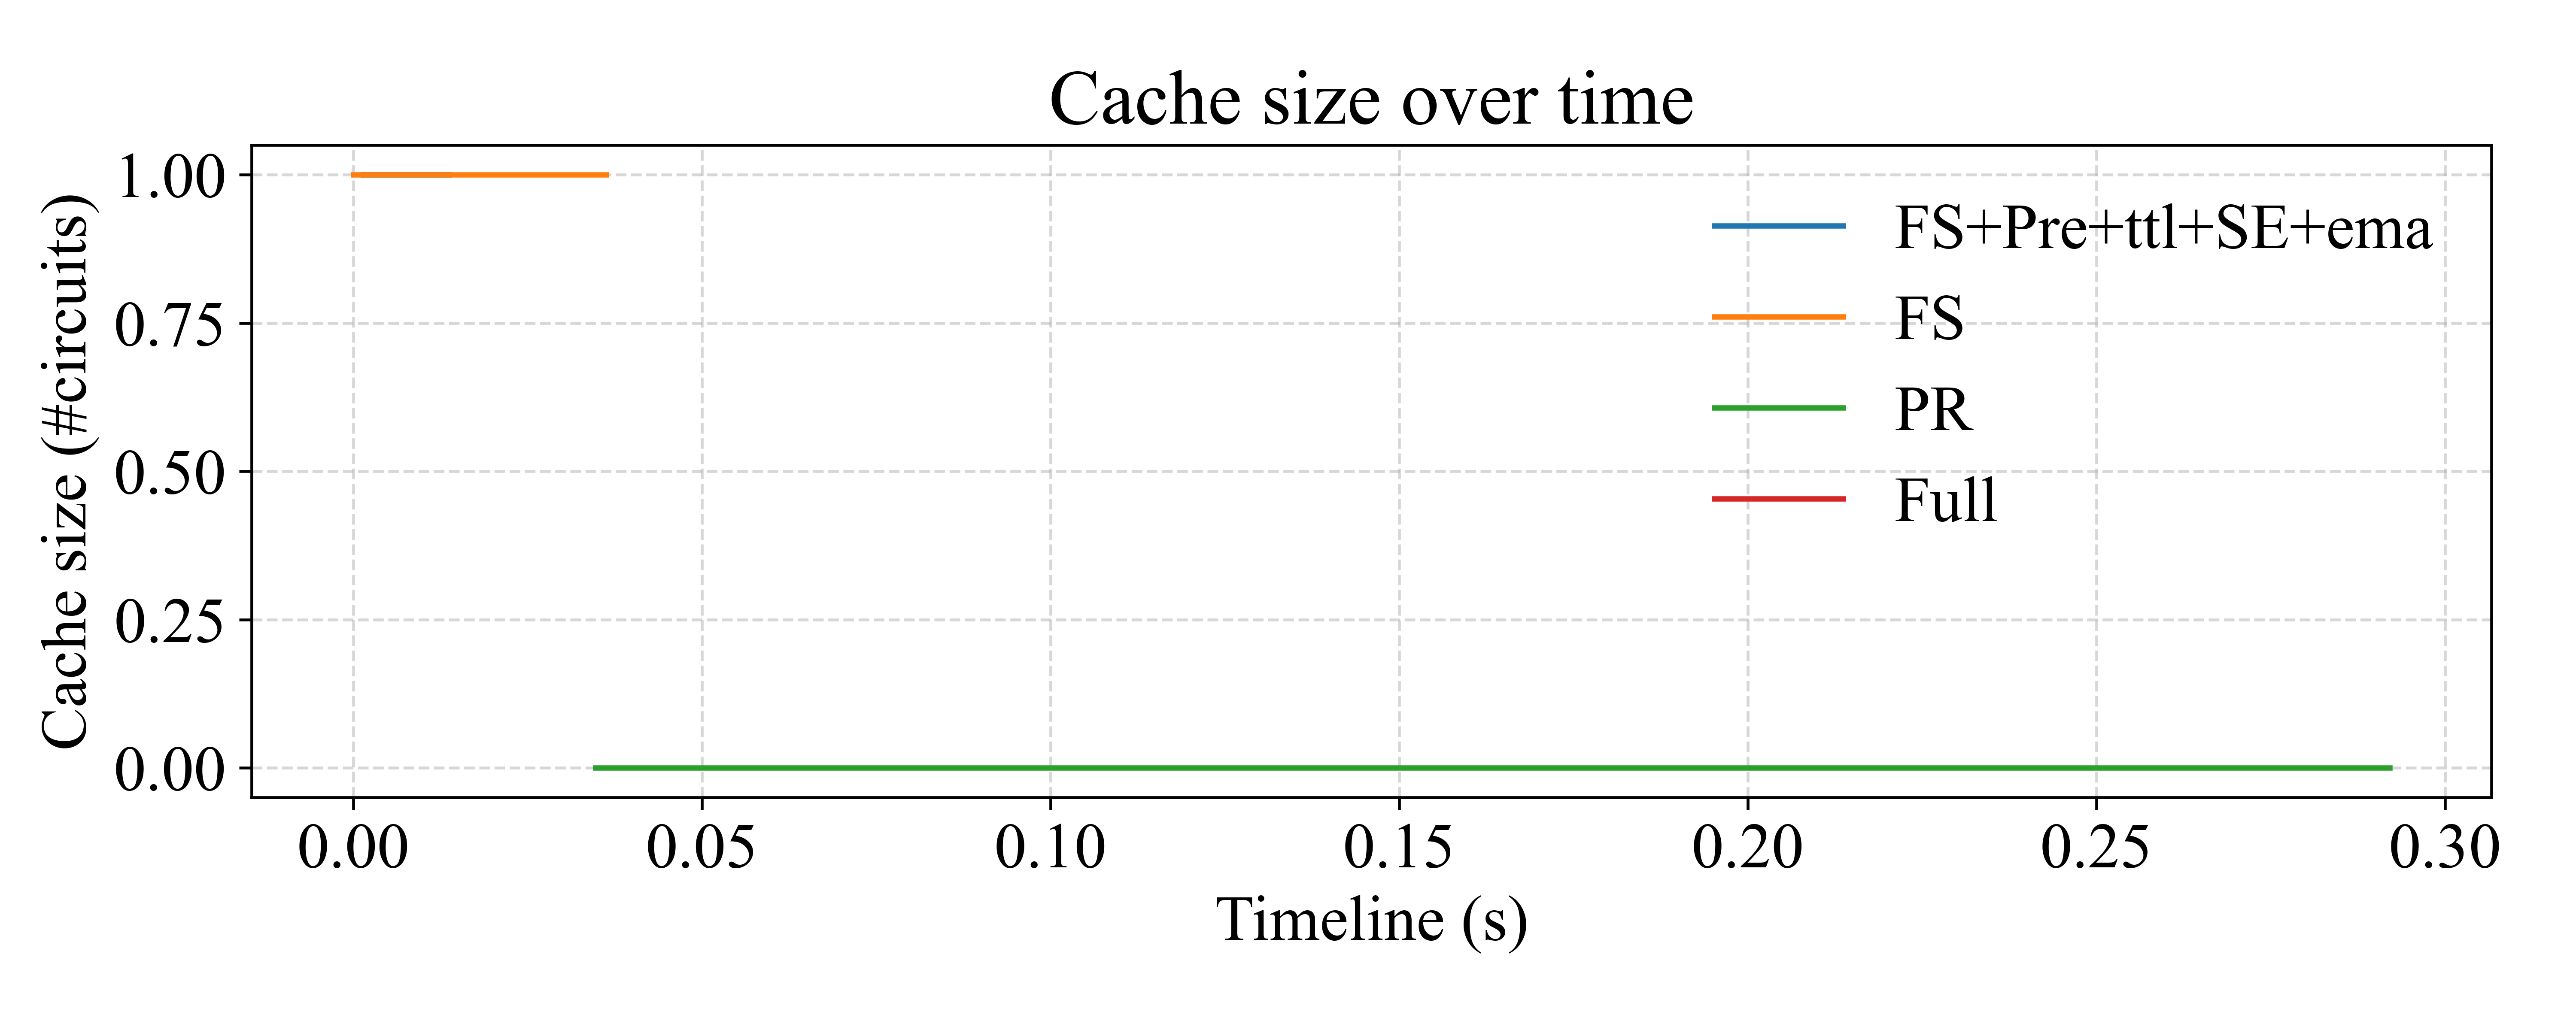 Cache size over time
Cache size (#circuits)
1.00
0.75
0.50
0.25
0.00
FS+Pre+ttl+SE+ema
FS
PR
Full
0.00 0.05 0.10 0.15 0.20 0.25 0.30
Timeline (s)